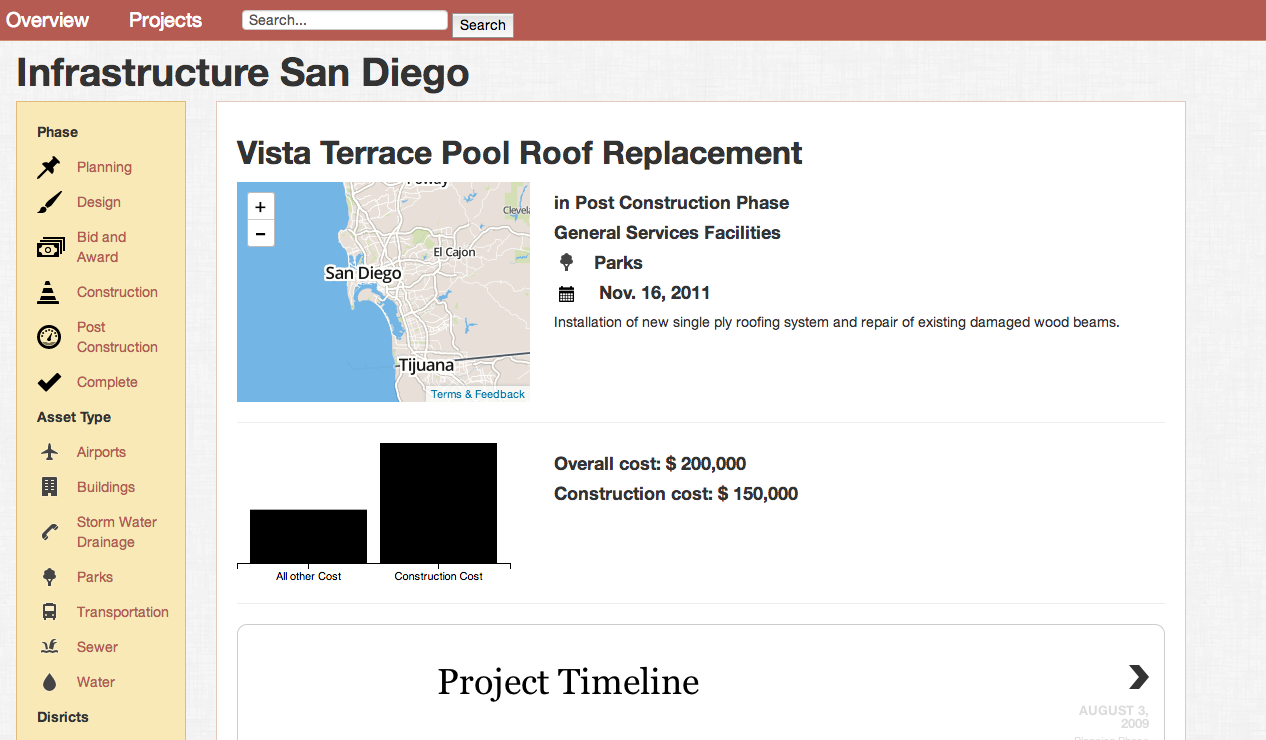 Overview Projects Search... Search
Infrastructure San Diego
Phase
Planning
Design
Bid and
Award
Construction
Post
Construction
Complete
Asset Type
Airports
Buildings
Storm Water
Drainage
Parks
Transportation
Sewer
Water
Disricts
Vista Terrace Pool Roof Replacement
+
−
El Cajon
San Diego
Tijuana
Terms & Feedback
in Post Construction Phase
General Services Facilities
Parks
Nov. 16, 2011
Installation of new single ply roofing system and repair of existing damaged wood beams.
All other Cost Construction Cost
Overall cost: $ 200,000
Construction cost: $ 150,000
Project Timeline
AUGUST 3,
2009